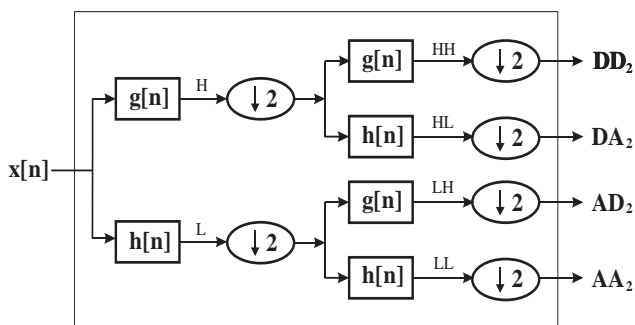 g[n] HH ↓ 2 DD₂
g[n] H ↓ 2
h[n] HL ↓ 2 DA₂
x[n]
g[n] LH ↓ 2 AD₂
h[n] L ↓ 2
h[n] LL ↓ 2 AA₂